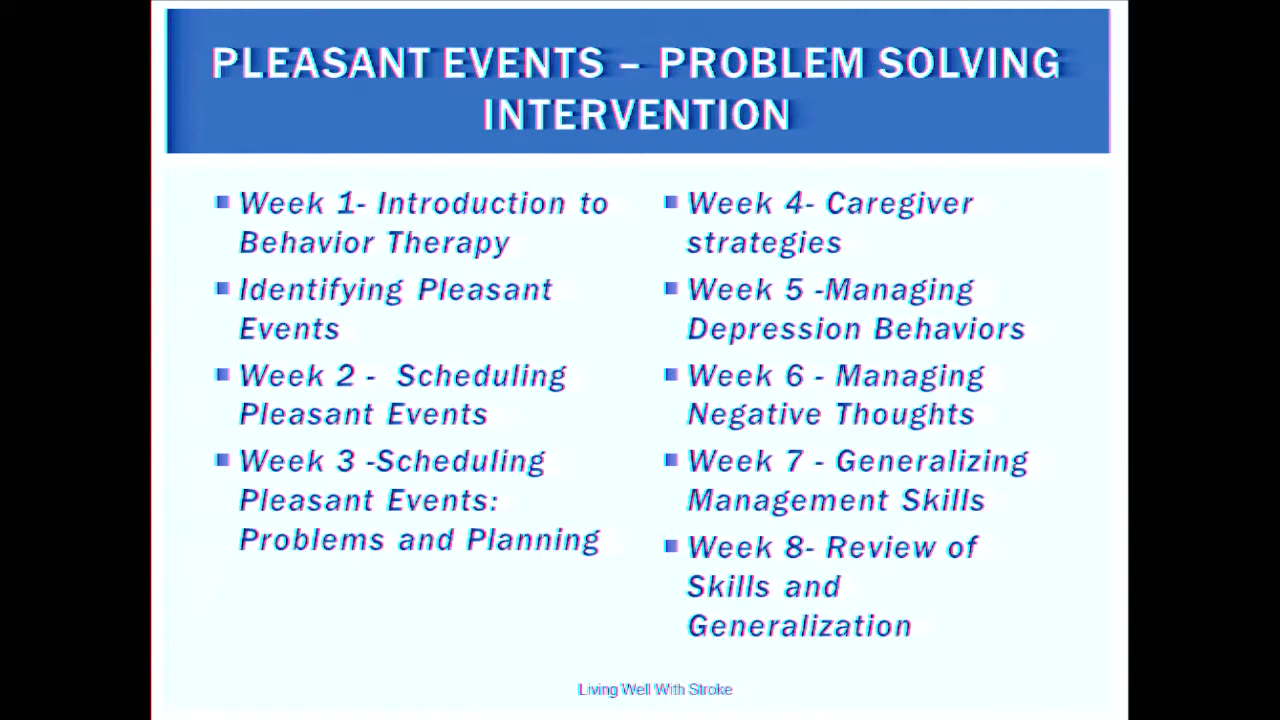 PLEASANT EVENTS – PROBLEM SOLVING
INTERVENTION
Week 1- Introduction to
Behavior Therapy
Identifying Pleasant
Events
Week 2 - Scheduling
Pleasant Events
Week 3 -Scheduling
Pleasant Events:
Problems and Planning
Week 4- Caregiver
strategies
Week 5 -Managing
Depression Behaviors
Week 6 - Managing
Negative Thoughts
Week 7 - Generalizing
Management Skills
Week 8- Review of
Skills and
Generalization
Living Well With Stroke